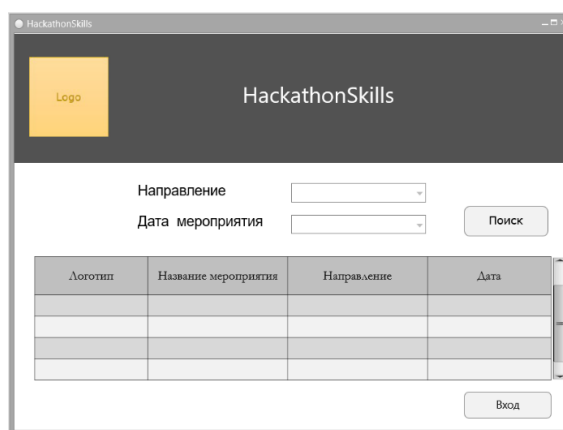 HackathonSkills
Logo
HackathonSkills
Направление
Дата мероприятия
Поиск
Логотип Название мероприятия Направление Дата
Вход